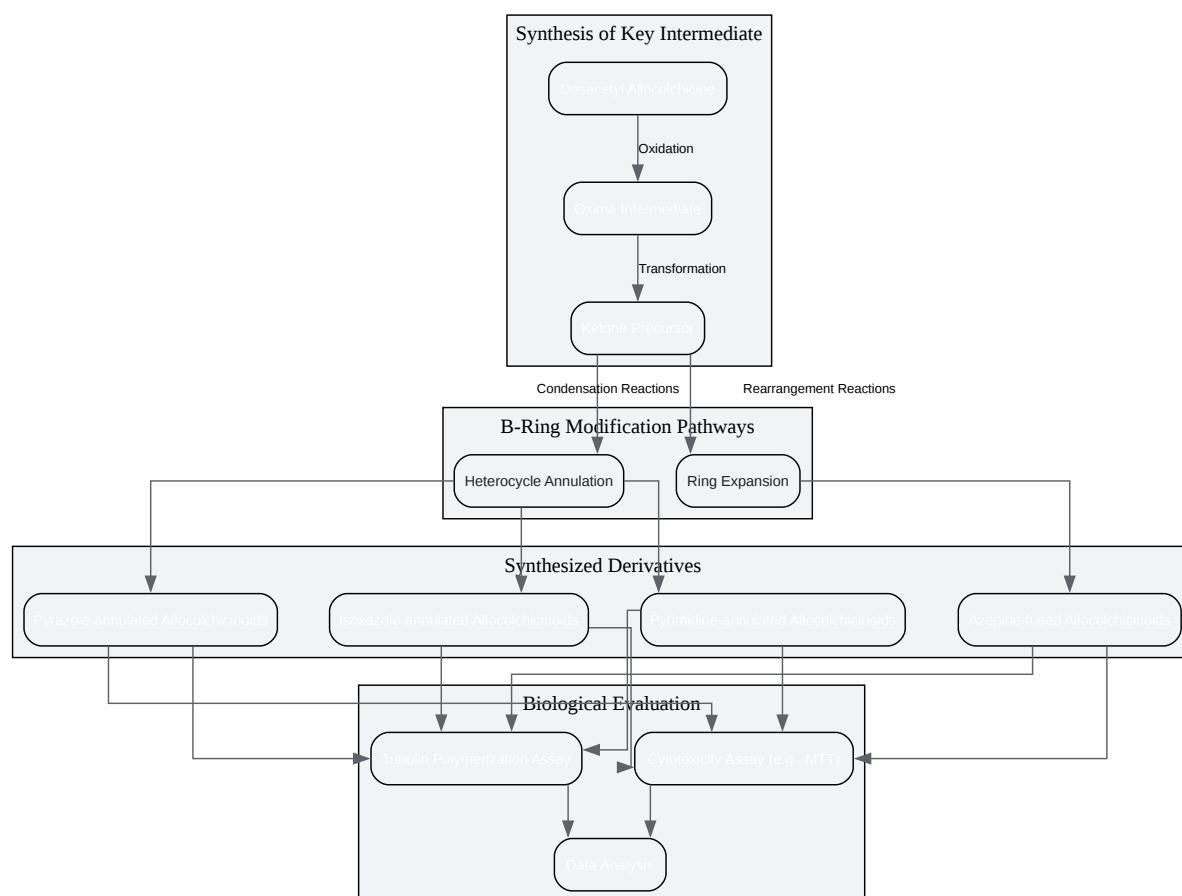 Synthesis of Key Intermediate
Desacetyl Allocolchicine
Oxidation
Oxime Intermediate
Transformation
Ketone Precursor
Condensation Reactions
Rearrangement Reactions
B-Ring Modification Pathways
Heterocycle Annulation
Ring Expansion
Synthesized Derivatives
Pyrazole-annulated Allocolchicinoids
Isoxazole-annulated Allocolchicinoids
Pyrimidine-annulated Allocolchicinoids
Azepine-fused Allocolchicinoids
Biological Evaluation
Tubulin Polymerization Assay
Cytotoxicity Assay (e.g., MTT)
Data Analysis